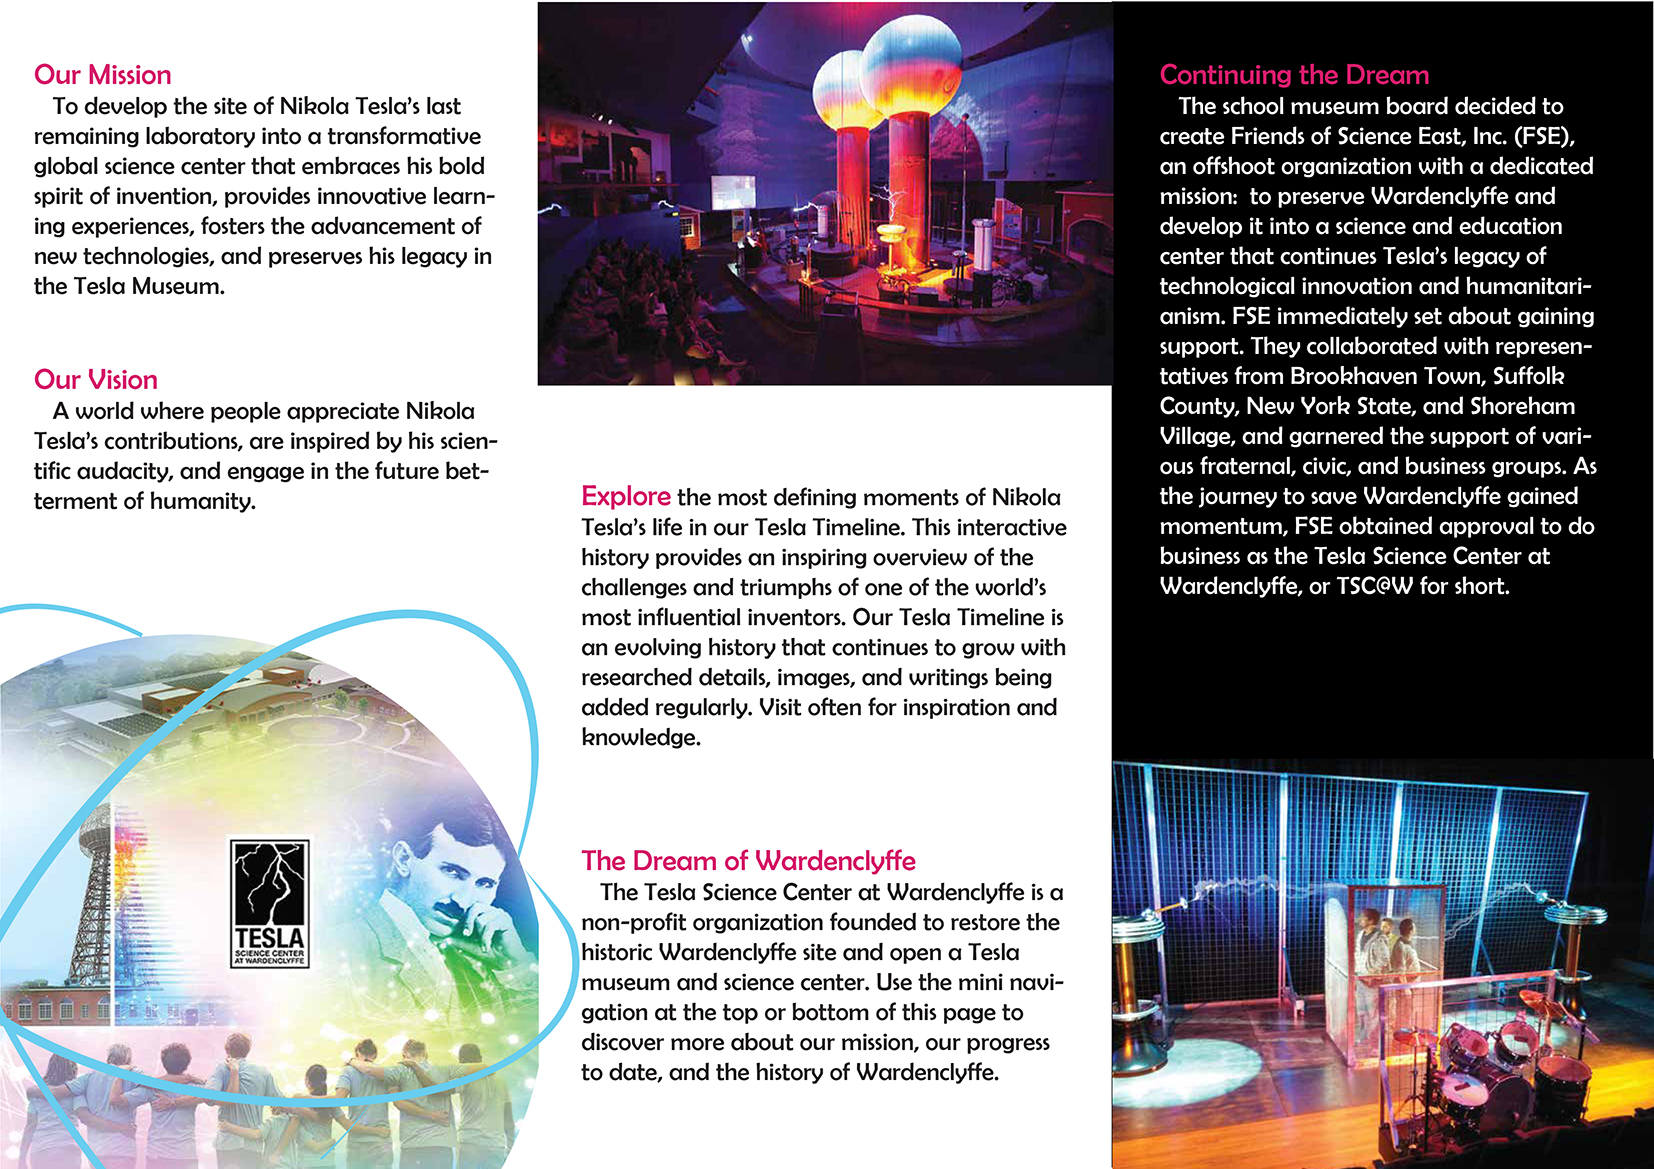 Our Mission
To develop the site of Nikola Tesla's last
remaining laboratory into a transformative
global science center that embraces his bold
spirit of invention, provides innovative learn-
ing experiences, fosters the advancement of
new technologies, and preserves his legacy in
the Tesla Museum.
Our Vision
A world where people appreciate Nikola
Tesla's contributions, are inspired by his scien-
tific audacity, and engage in the future bet-
terment of humanity.
TESLA
SCIENCE CENTER
AT WARDENCLYFFE
Explore the most defining moments of Nikola
Tesla's life in our Tesla Timeline. This interactive
history provides an inspiring overview of the
challenges and triumphs of one of the world's
most influential inventors. Our Tesla Timeline is
an evolving history that continues to grow with
researched details, images, and writings being
added regularly. Visit often for inspiration and
knowledge.
The Dream of Wardenclyffe
The Tesla Science Center at Wardenclyffe is a
non-profit organization founded to restore the
historic Wardenclyffe site and open a Tesla
museum and science center. Use the mini navi-
gation at the top or bottom of this page to
discover more about our mission, our progress
to date, and the history of Wardenclyffe.
Continuing the Dream
The school museum board decided to
create Friends of Science East, Inc. (FSE),
an offshoot organization with a dedicated
mission:  to preserve Wardenclyffe and
develop it into a science and education
center that continues Tesla's legacy of
technological innovation and humanitari-
anism. FSE immediately set about gaining
support. They collaborated with represen-
tatives from Brookhaven Town, Suffolk
County, New York State, and Shoreham
Village, and garnered the support of vari-
ous fraternal, civic, and business groups. As
the journey to save Wardenclyffe gained
momentum, FSE obtained approval to do
business as the Tesla Science Center at
Wardenclyffe, or TSC@W for short.